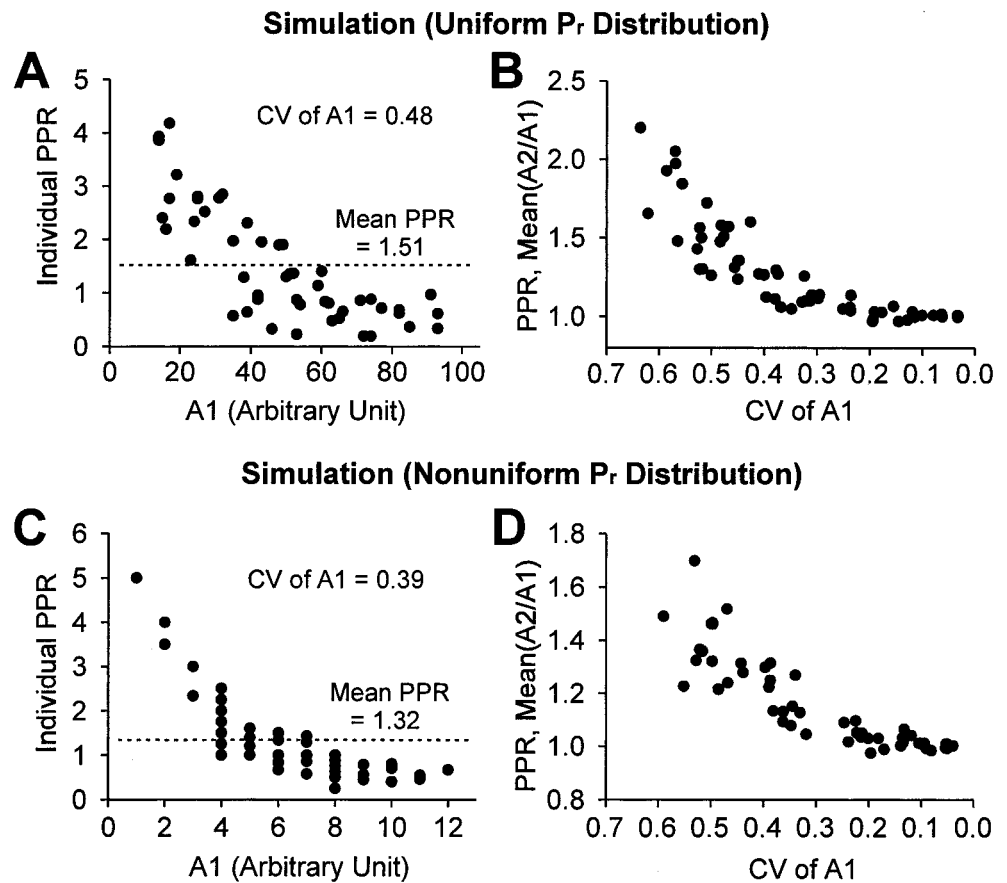 Simulation (Uniform Pr Distribution)
A
B
5
4
3
2
1
0
Individual PPR
CV of A1 = 0.48
Mean PPR
= 1.51
0 20 40 60 80 100
A1 (Arbitrary Unit)
2.5
2.0
1.5
1.0
PPR, Mean(A2/A1)
0.7 0.6 0.5 0.4 0.3 0.2 0.1 0.0
CV of A1
Simulation (Nonuniform Pr Distribution)
C
D
6
5
4
3
2
1
0
Individual PPR
CV of A1 = 0.39
Mean PPR
= 1.32
0 2 4 6 8 10 12
A1 (Arbitrary Unit)
1.8
1.6
1.4
1.2
1.0
0.8
PPR, Mean(A2/A1)
0.7 0.6 0.5 0.4 0.3 0.2 0.1 0.0
CV of A1